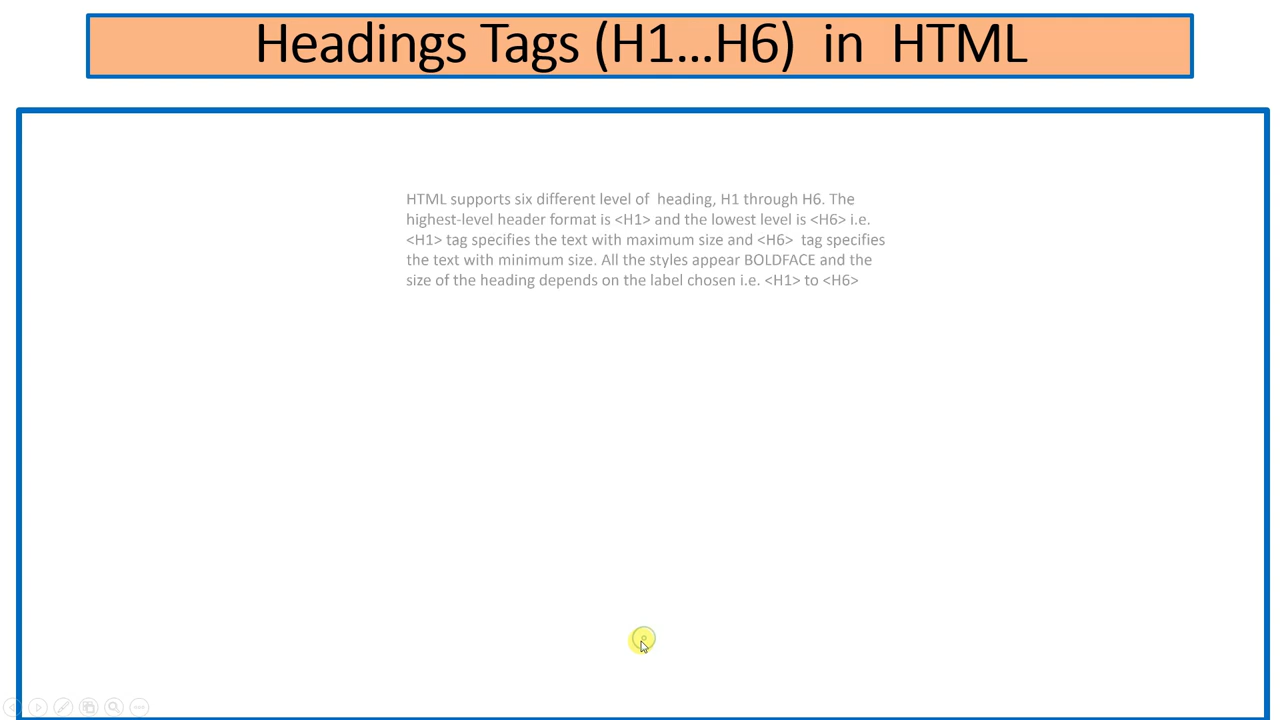 Headings Tags (H1...H6) in HTML
HTML supports six different level of heading, H1 through H6. The
highest-level header format is <H1> and the lowest level is <H6> i.e.
<H1> tag specifies the text with maximum size and <H6> tag specifies
the text with minimum size. All the styles appear BOLDFACE and the
size of the heading depends on the label chosen i.e. <H1> to <H6>